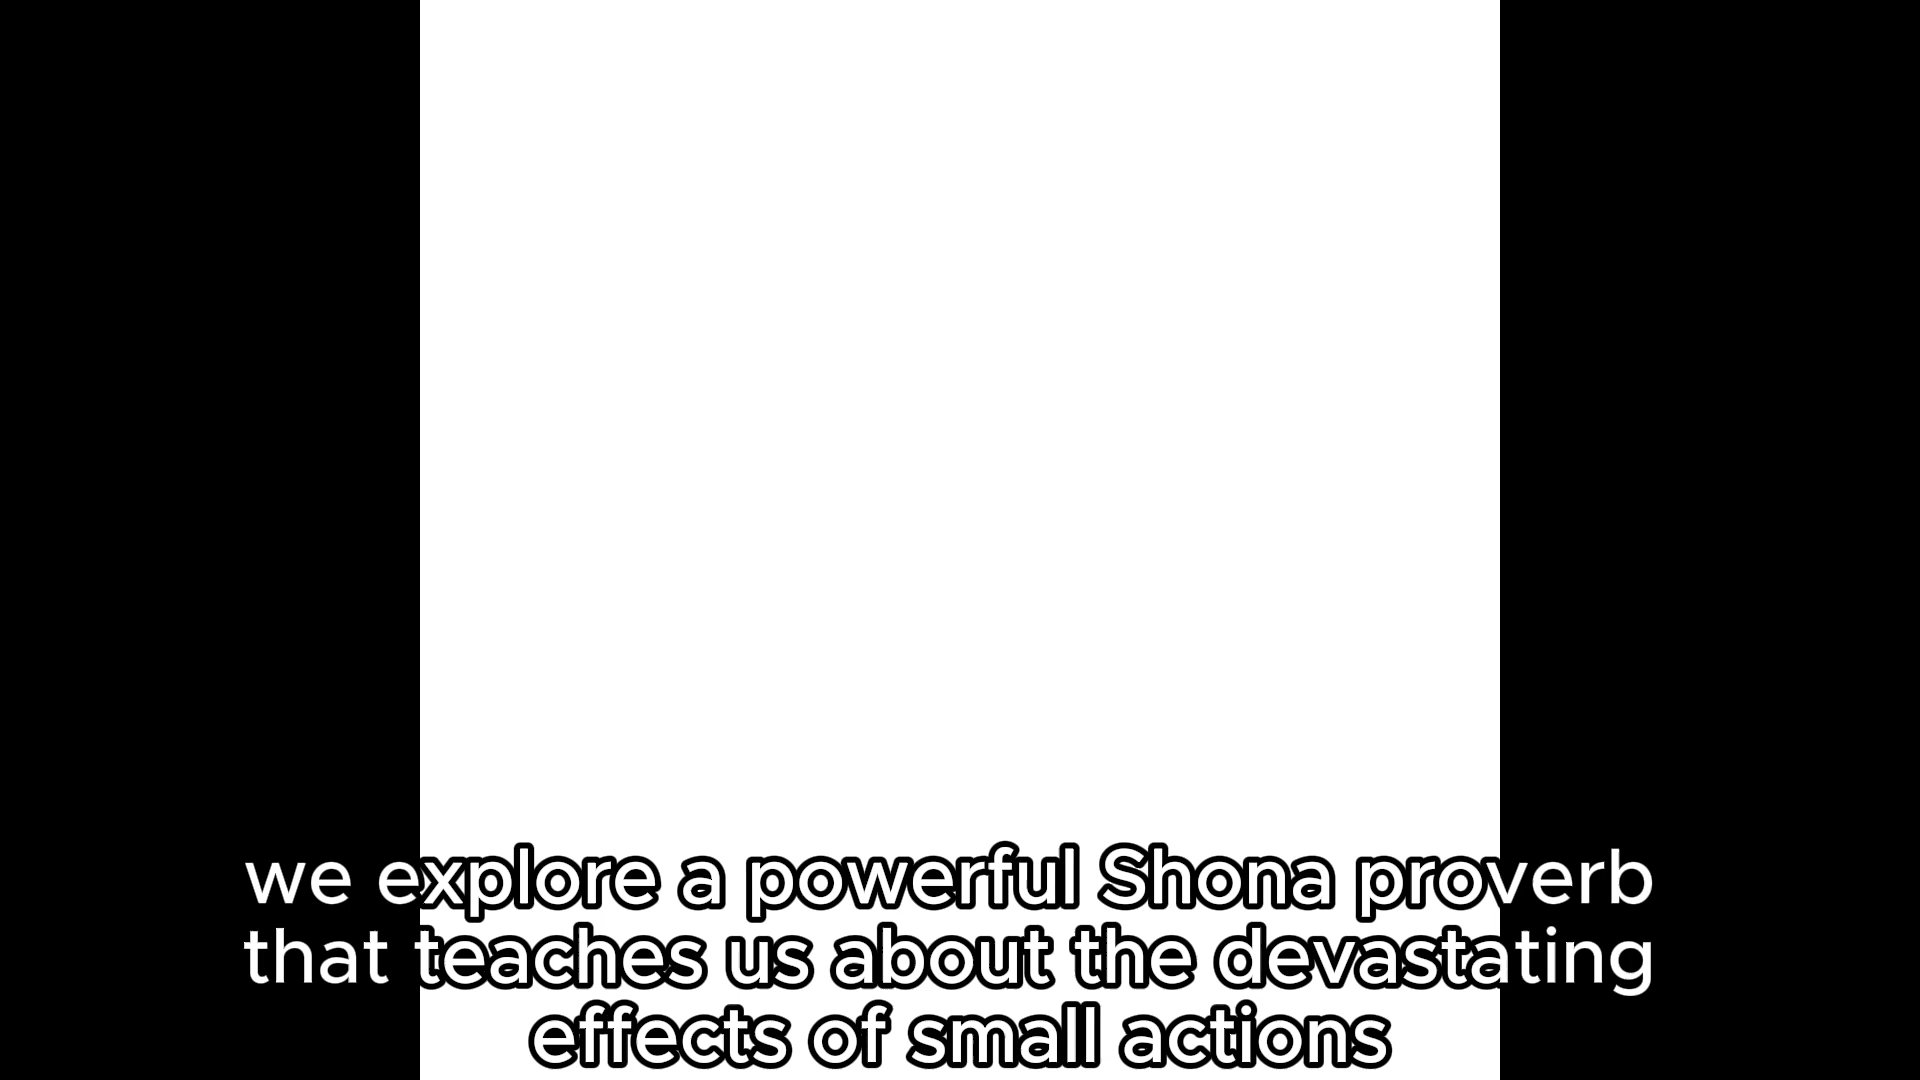 we explore a powerful Shona proverb
that teaches us about the devastating
effects of small actions